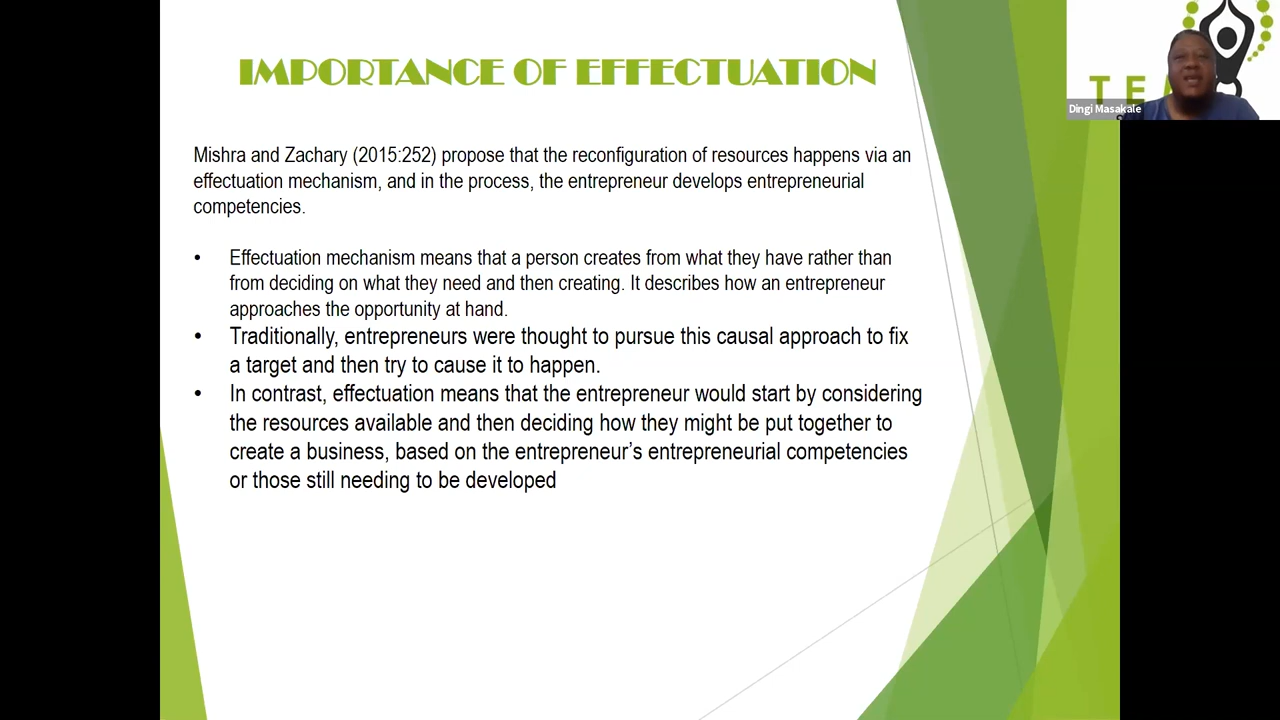 IMPORTANCE OF EFFECTUATION
Mishra and Zachary (2015:252) propose that the reconfiguration of resources happens via an
effectuation mechanism, and in the process, the entrepreneur develops entrepreneurial
competencies.
• Effectuation mechanism means that a person creates from what they have rather than
from deciding on what they need and then creating. It describes how an entrepreneur
approaches the opportunity at hand.
• Traditionally, entrepreneurs were thought to pursue this causal approach to fix
a target and then try to cause it to happen.
• In contrast, effectuation means that the entrepreneur would start by considering
the resources available and then deciding how they might be put together to
create a business, based on the entrepreneur’s entrepreneurial competencies
or those still needing to be developed
T E
Dingi Masakale